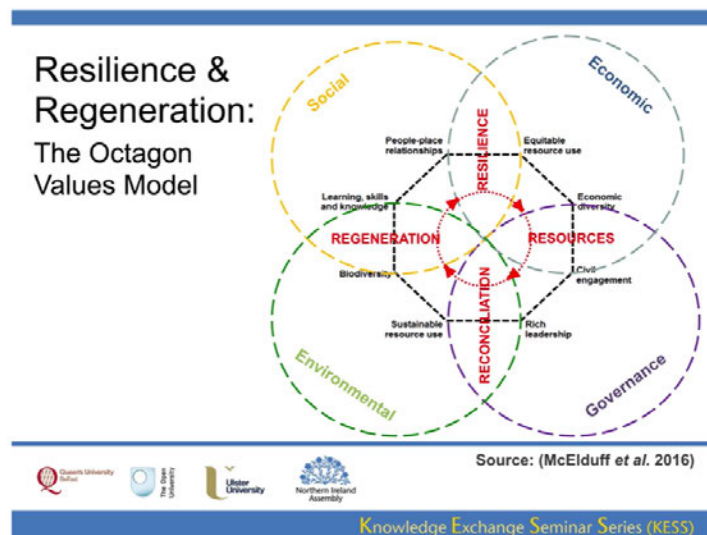 Resilience &
Regeneration:
The Octagon
Values Model
Social
Economic
People-place
relationships
RESILIENCE
Equitable
resource use
Learning, skills
and knowledge
Economic
diversity
REGENERATION
RESOURCES
Biodiversity
Civil
engagement
RECONCILIATION
Sustainable
resource use
Rich
leadership
Environmental
Governance
Source: (McElduff et al. 2016)
Queen's University
Belfast
The Open
University
Ulster
University
Northern Ireland
Assembly
Knowledge Exchange Seminar Series (KESS)